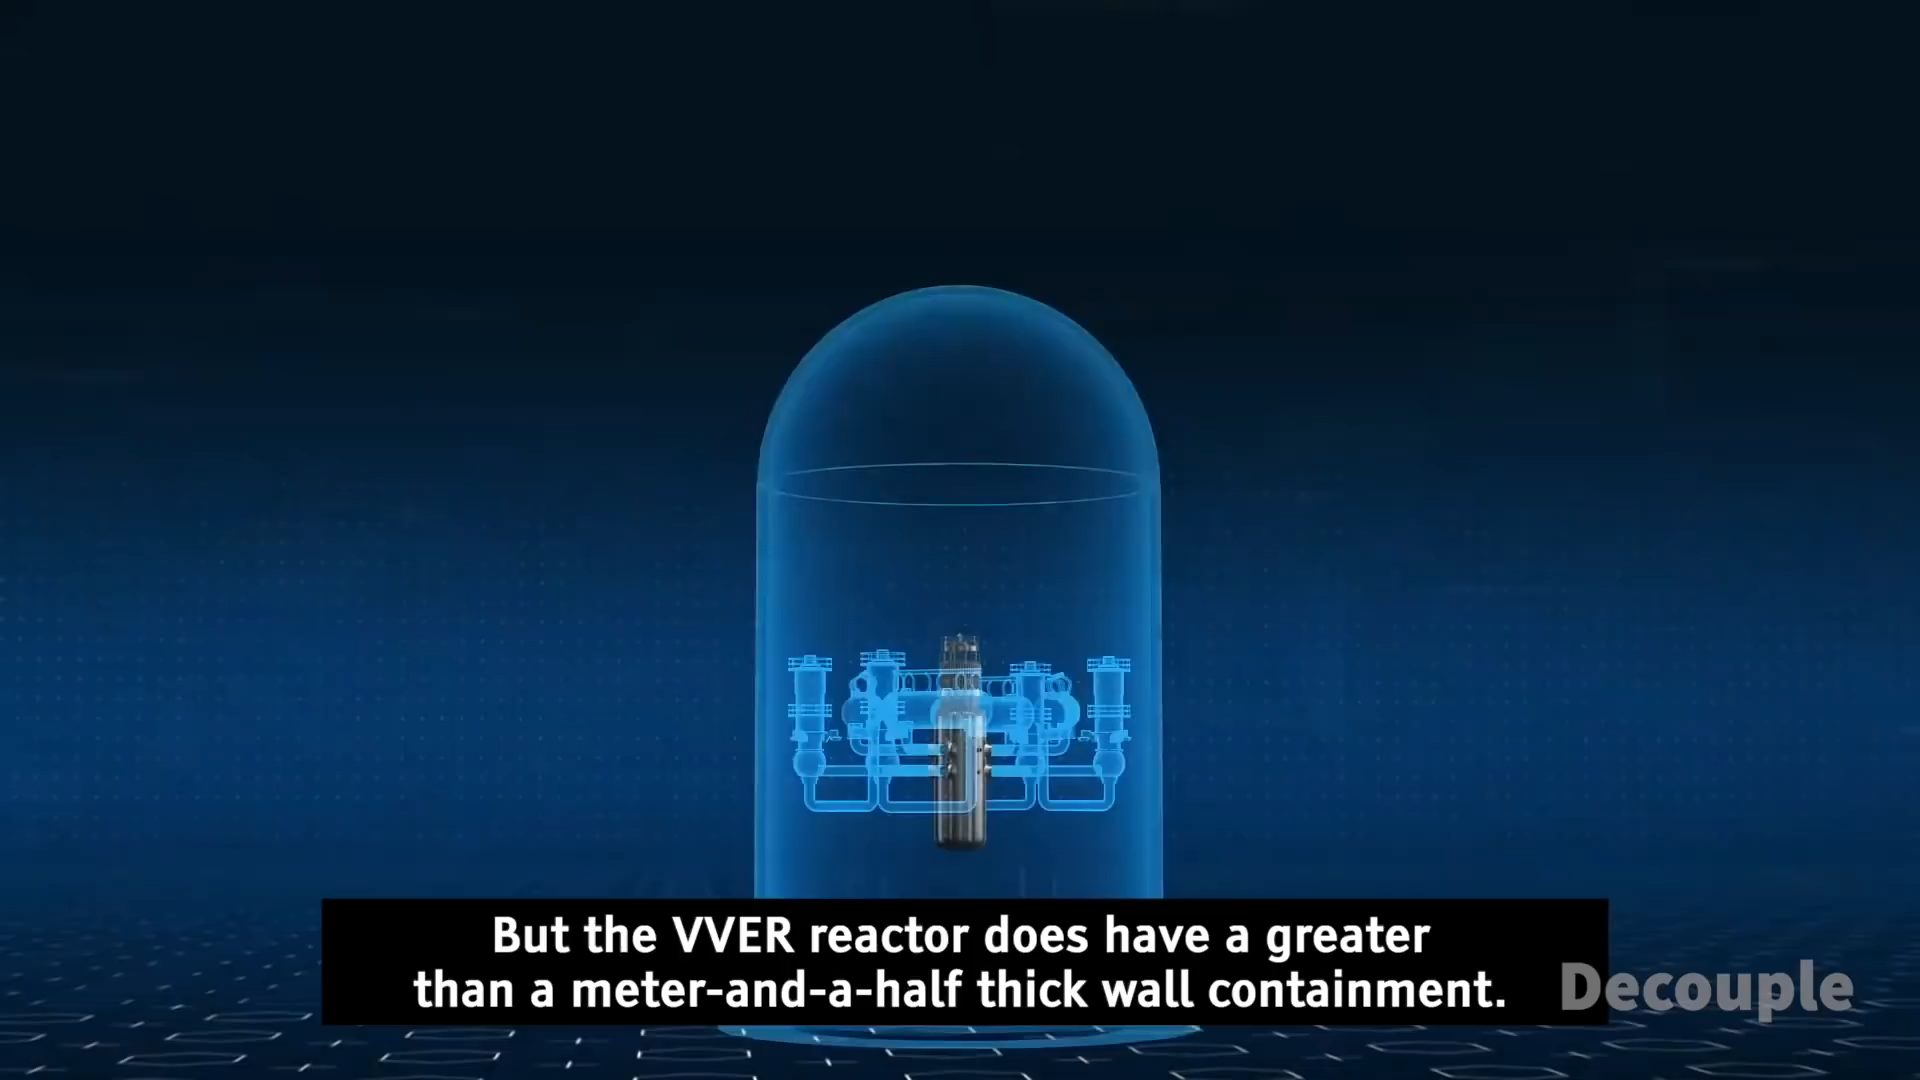 But the VVER reactor does have a greater
than a meter-and-a-half thick wall containment.
Decouple